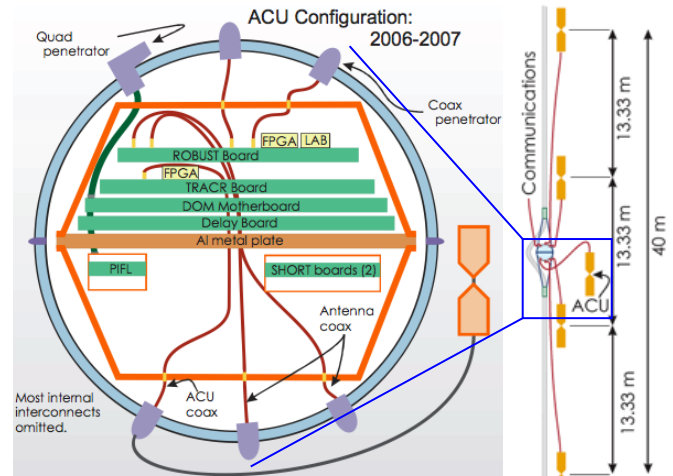 ACU Configuration:
2006-2007
Quad
penetrator
Coax
penetrator
FPGA
LAB
ROBUST Board
FPGA
TRACR Board
DOM Motherboard
Delay Board
Al metal plate
PIFL
SHORT boards (2)
Antenna
coax
ACU
coax
Most internal
interconnects
omitted.
Communications
13.33 m
13.33 m
40 m
ACU
13.33 m